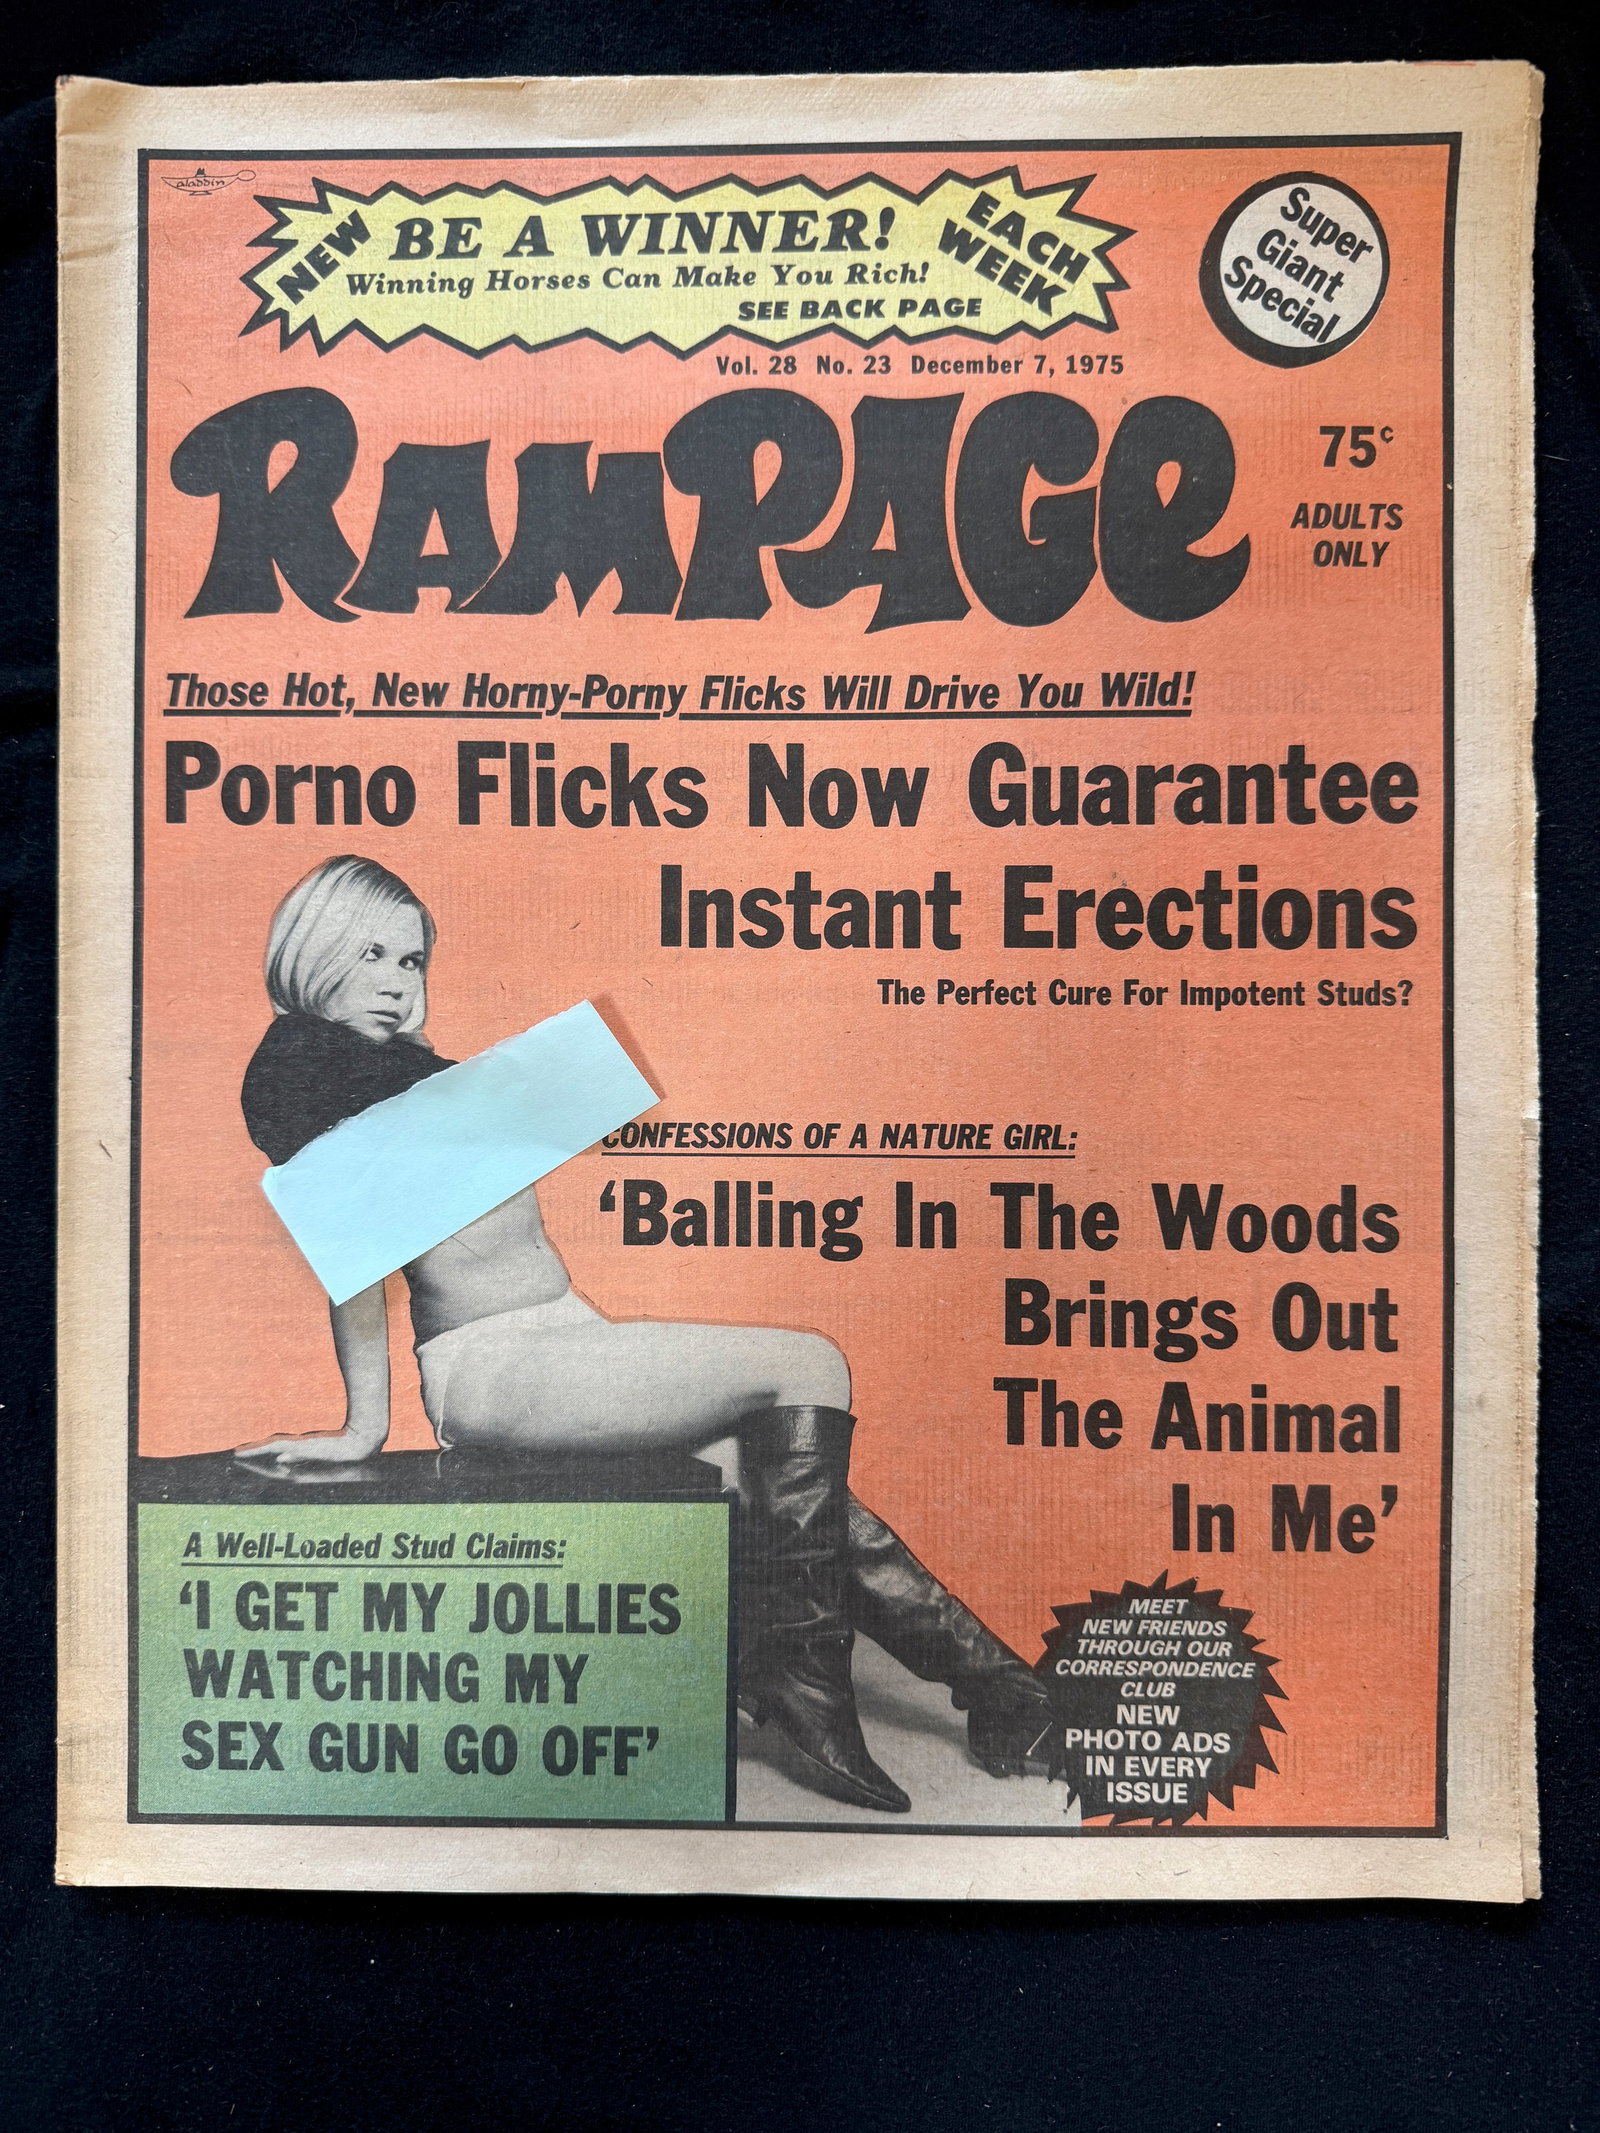 aladdin
NEW
BE A WINNER!
EACH
WEEK
Winning Horses Can Make You Rich!
SEE BACK PAGE
Super
Giant
Special
Vol. 28 No. 23 December 7, 1975
RAMPAGE
75¢
ADULTS
ONLY
Those Hot, New Horny-Porny Flicks Will Drive You Wild!
Porno Flicks Now Guarantee
Instant Erections
The Perfect Cure For Impotent Studs?
CONFESSIONS OF A NATURE GIRL:
‘Balling In The Woods
Brings Out
The Animal
In Me’
A Well-Loaded Stud Claims:
‘I GET MY JOLLIES
WATCHING MY
SEX GUN GO OFF’
MEET
NEW FRIENDS
THROUGH OUR
CORRESPONDENCE
CLUB
NEW
PHOTO ADS
IN EVERY
ISSUE